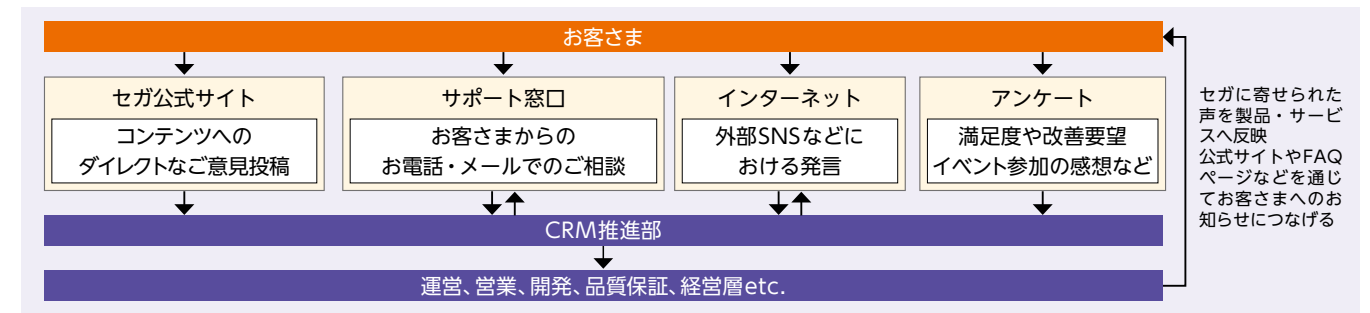 お客さま
セガ公式サイト
コンテンツへの
ダイレクトなご意見投稿
サポート窓口
お客さまからの
お電話・メールでのご相談
インターネット
外部SNSなどに
おける発言
アンケート
満足度や改善要望
イベント参加の感想など
CRM推進部
運営、営業、開発、品質保証、経営層etc.
セガに寄せられた
声を製品・サービ
スへ反映
公式サイトやFAQ
ページなどを通じ
てお客さまへのお
知らせにつなげる